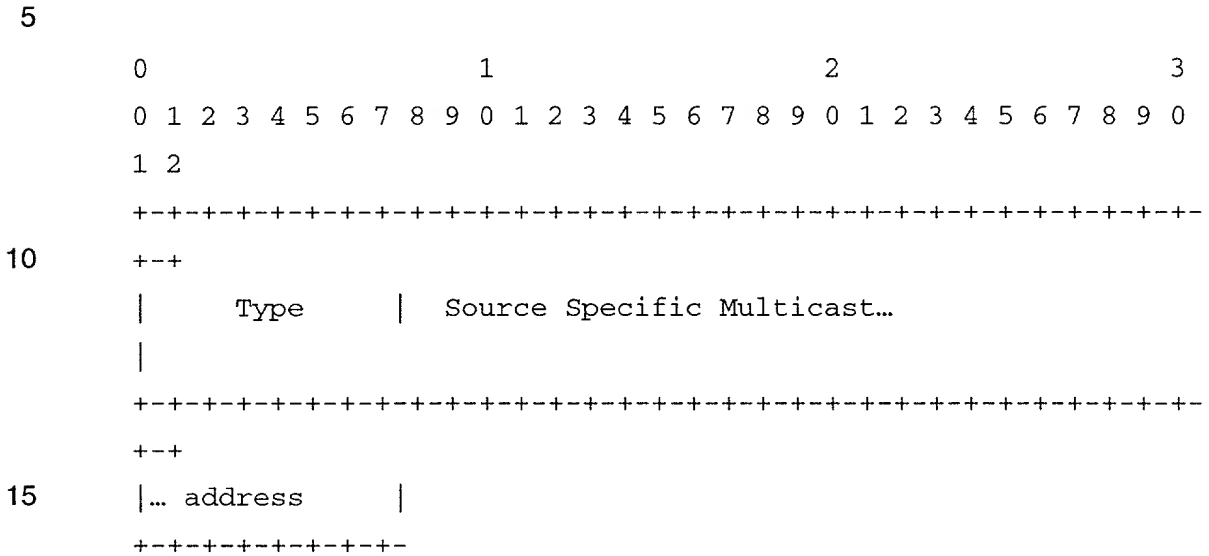 5
0 1 2 3
0 1 2 3 4 5 6 7 8 9 0 1 2 3 4 5 6 7 8 9 0 1 2 3 4 5 6 7 8 9 0
1 2
+-+-+-+-+-+-+-+-+-+-+-+-+-+-+-+-+-+-+-+-+-+-+-+-+-+-+-+-+-+-+-
10 +-+
| Type | Source Specific Multicast…
|
+-+-+-+-+-+-+-+-+-+-+-+-+-+-+-+-+-+-+-+-+-+-+-+-+-+-+-+-+-+-+-
+-+
15 |… address |
+-+-+-+-+-+-+-+-